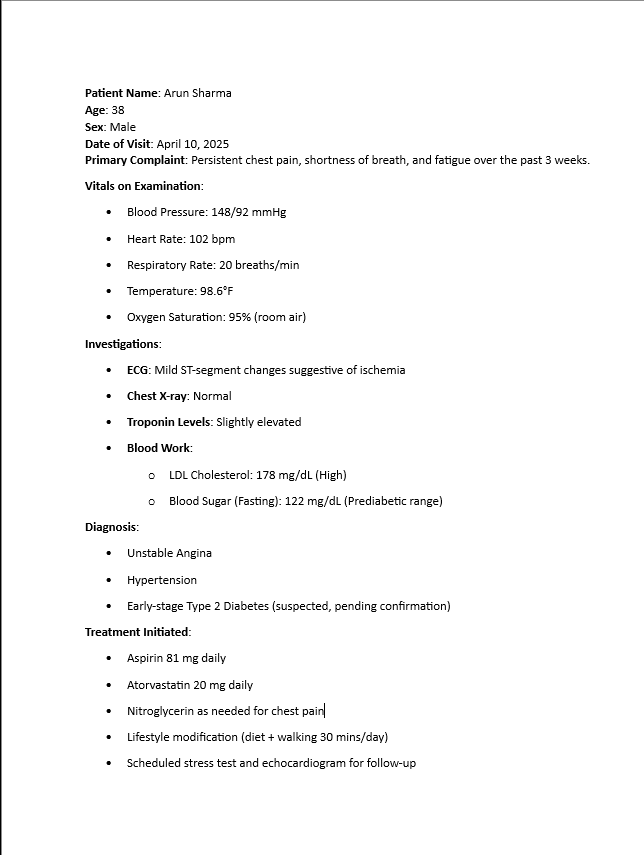 Patient Name: Arun Sharma
Age: 38
Sex: Male
Date of Visit: April 10, 2025
Primary Complaint: Persistent chest pain, shortness of breath, and fatigue over the past 3 weeks.
Vitals on Examination:
• Blood Pressure: 148/92 mmHg
• Heart Rate: 102 bpm
• Respiratory Rate: 20 breaths/min
• Temperature: 98.6°F
• Oxygen Saturation: 95% (room air)
Investigations:
• ECG: Mild ST-segment changes suggestive of ischemia
• Chest X-ray: Normal
• Troponin Levels: Slightly elevated
• Blood Work:
o LDL Cholesterol: 178 mg/dL (High)
o Blood Sugar (Fasting): 122 mg/dL (Prediabetic range)
Diagnosis:
• Unstable Angina
• Hypertension
• Early-stage Type 2 Diabetes (suspected, pending confirmation)
Treatment Initiated:
• Aspirin 81 mg daily
• Atorvastatin 20 mg daily
• Nitroglycerin as needed for chest pain
• Lifestyle modification (diet + walking 30 mins/day)
• Scheduled stress test and echocardiogram for follow-up